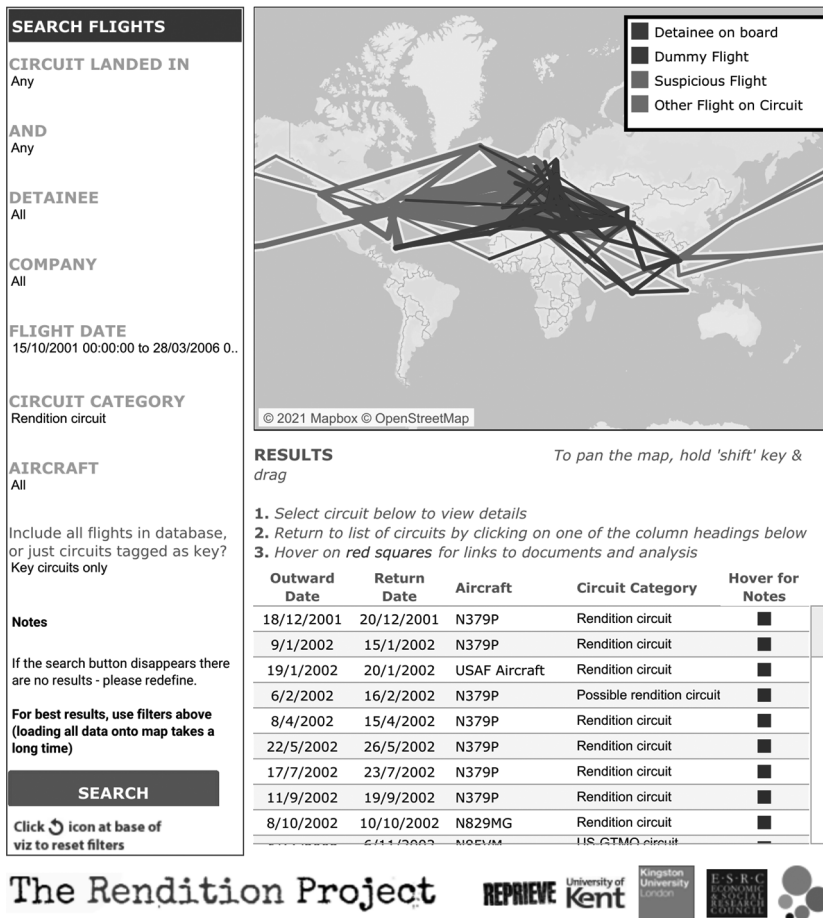 SEARCH FLIGHTS
CIRCUIT LANDED IN
Any
AND
Any
DETAINEE
All
COMPANY
All
FLIGHT DATE
15/10/2001 00:00:00 to 28/03/2006 0..
CIRCUIT CATEGORY
Rendition circuit
AIRCRAFT
All
Include all flights in database,
or just circuits tagged as key?
Key circuits only
Notes
If the search button disappears there
are no results - please redefine.
For best results, use filters above
(loading all data onto map takes a
long time)
SEARCH
Click icon at base of
viz to reset filters
Detainee on board
Dummy Flight
Suspicious Flight
Other Flight on Circuit
© 2021 Mapbox © OpenStreetMap
RESULTS To pan the map, hold 'shift' key &
drag
1. Select circuit below to view details
2. Return to list of circuits by clicking on one of the column headings below
3. Hover on red squares for links to documents and analysis
Outward Date Return Date Aircraft Circuit Category Hover for Notes
18/12/2001 20/12/2001 N379P Rendition circuit
9/1/2002 15/1/2002 N379P Rendition circuit
19/1/2002 20/1/2002 USAF Aircraft Rendition circuit
6/2/2002 16/2/2002 N379P Possible rendition circuit
8/4/2002 15/4/2002 N379P Rendition circuit
22/5/2002 26/5/2002 N379P Rendition circuit
17/7/2002 23/7/2002 N379P Rendition circuit
11/9/2002 19/9/2002 N379P Rendition circuit
8/10/2002 10/10/2002 N829MG Rendition circuit
6/11/2002 N85VM US-GTMO circuit
The Rendition Project
REPRIEVE
University of
Kent
Kingston
University
London
E·S·R·C
ECONOMIC
& SOCIAL
RESEARCH
COUNCIL